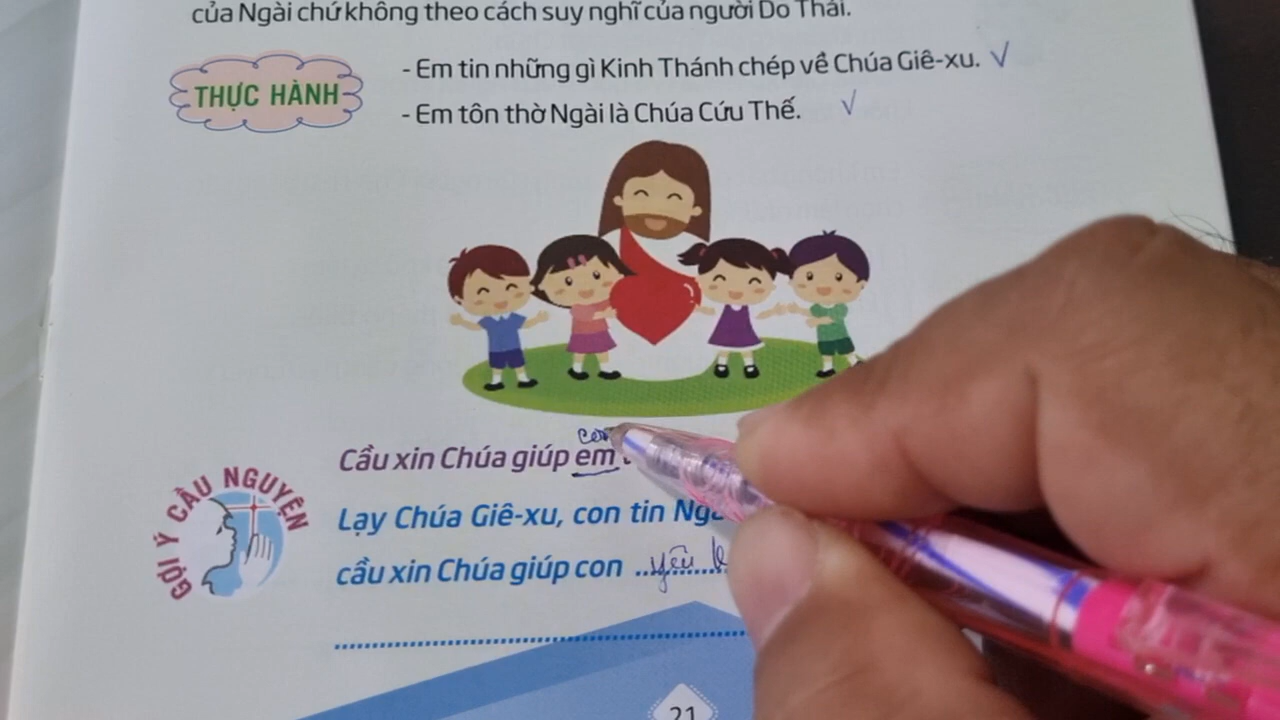 của Ngài chứ không theo cách suy nghĩ của người Do Thái.
THỰC HÀNH
- Em tin những gì Kinh Thánh chép về Chúa Giê-xu. √
- Em tôn thờ Ngài là Chúa Cứu Thế. √
con
Cầu xin Chúa giúp em
GỢI Ý CẦU NGUYỆN
Lạy Chúa Giê-xu, con tin
cầu xin Chúa giúp con ..yêu
21